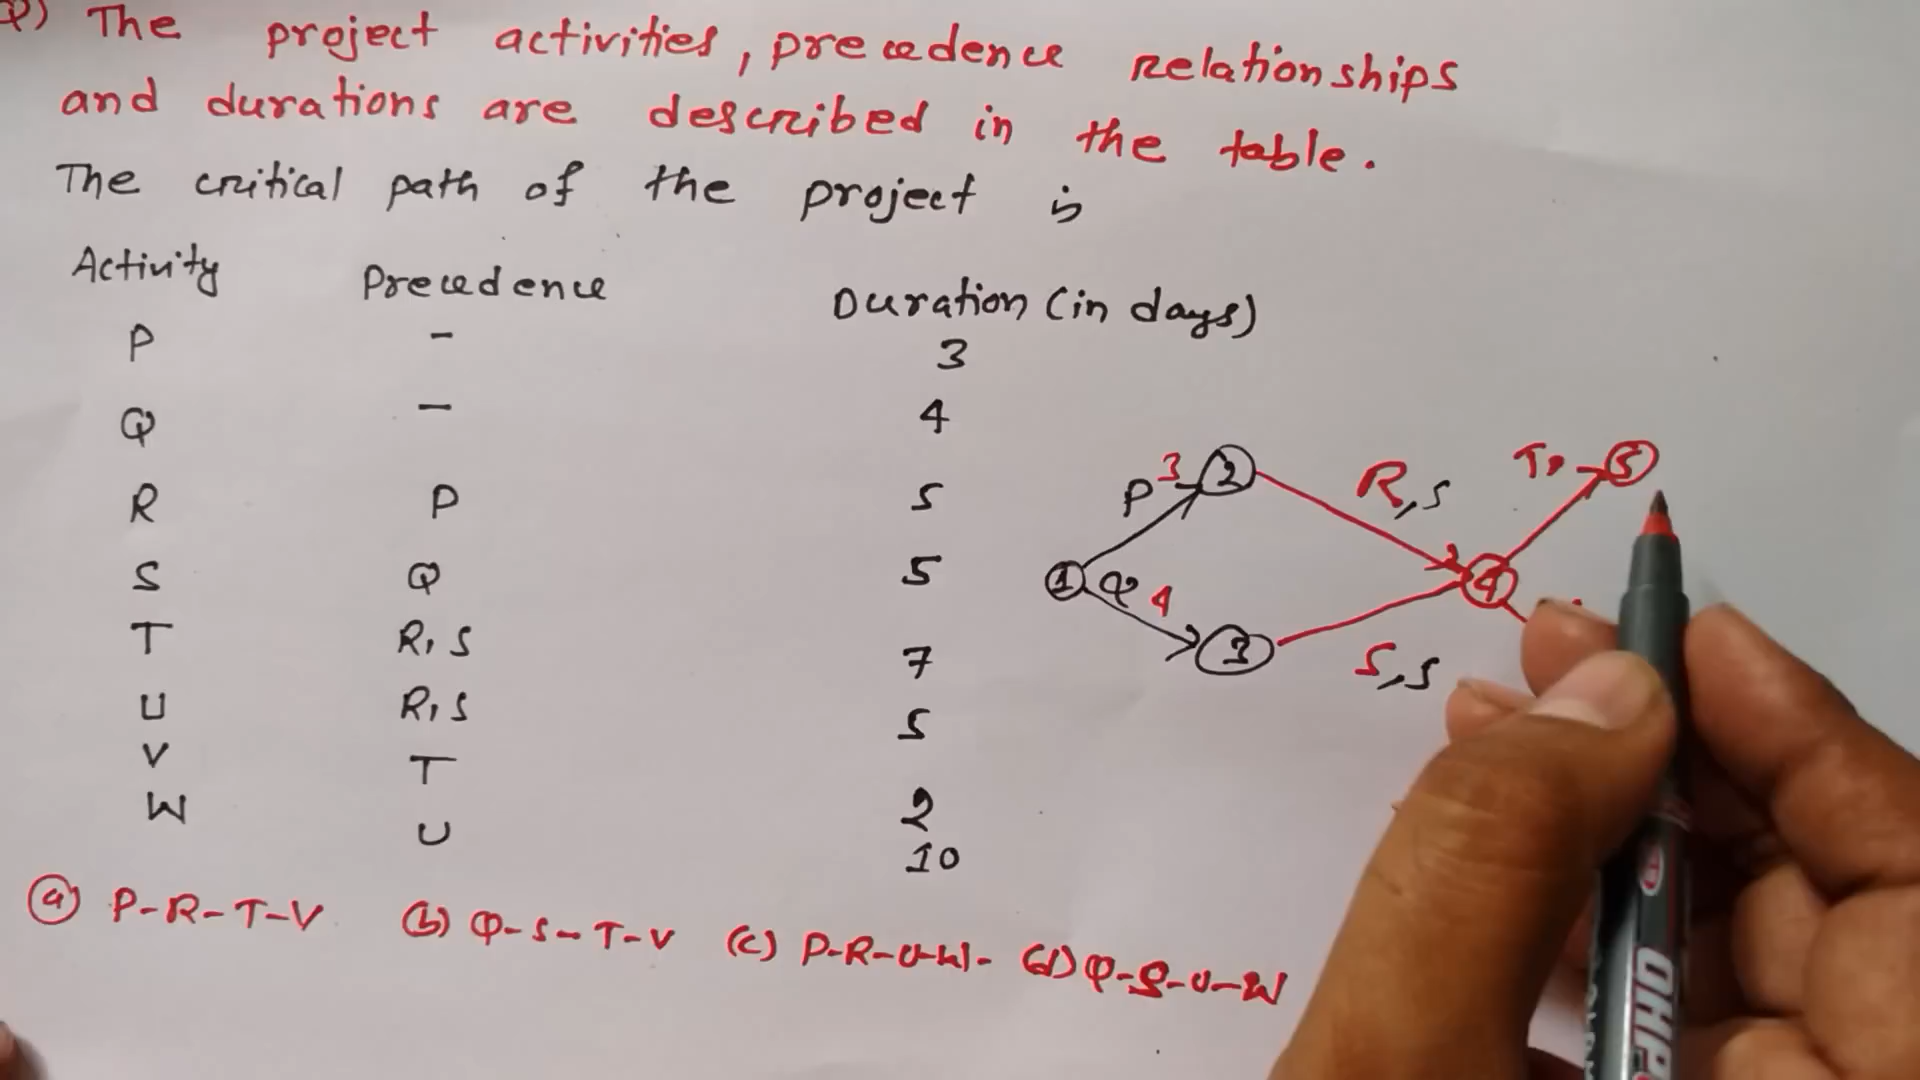 Q) The project activities, precedence relationships
and durations are described in the table.
The critical path of the project is
Activity Precedence Duration (in days)
P - 3
Q - 4
R P 5
S Q 5
T R, S 7
U R, S 5
V T 2
W U 10
(a) P-R-T-V (b) Q-S-T-V (c) P-R-U-W- (d) Q-S-U-W
P 3 2 R, 5 T, 5
1 Q 4 4
3 S, 5
OHP